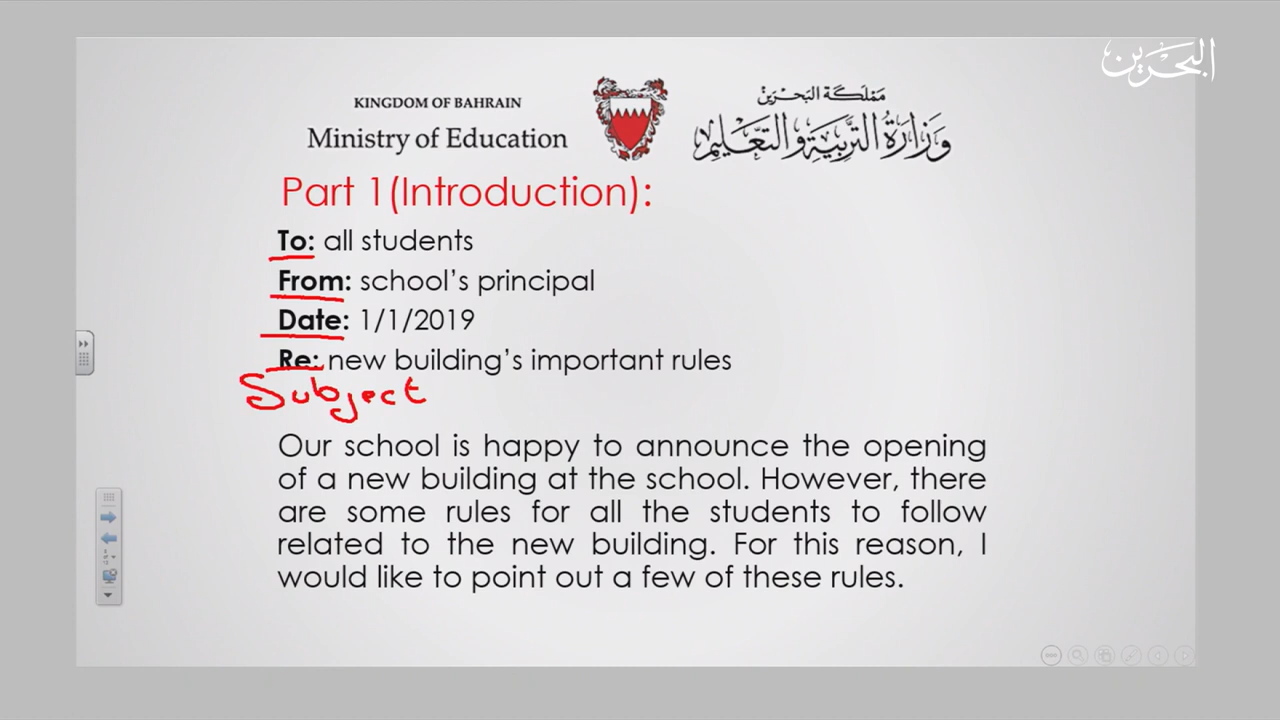 البحرين
KINGDOM OF BAHRAIN
مملكة البحرين
Ministry of Education
وزارة التربية والتعليم
Part 1(Introduction):
To: all students
From: school's principal
Date: 1/1/2019
Re: new building's important rules
Subject
Our school is happy to announce the opening
of a new building at the school. However, there
are some rules for all the students to follow
related to the new building. For this reason, I
would like to point out a few of these rules.